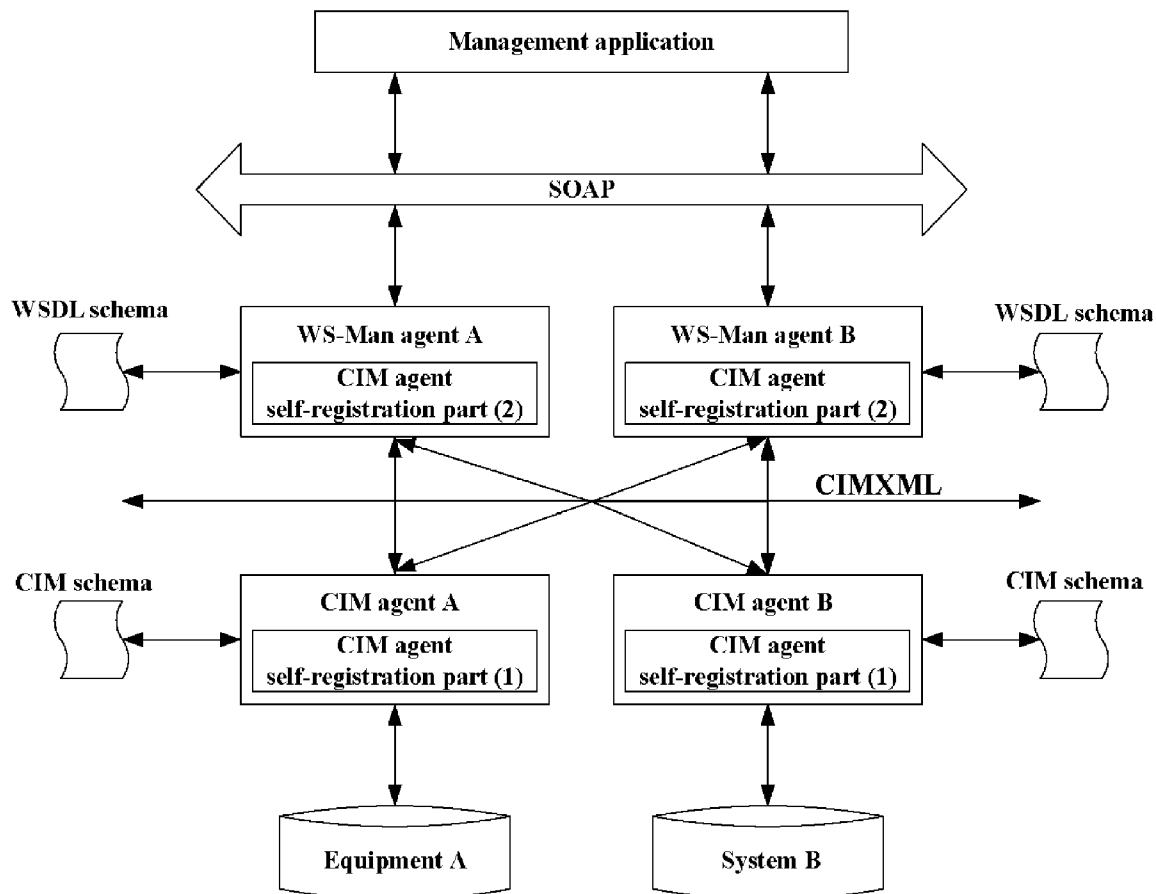 Management application
SOAP
WSDL schema
WS-Man agent A
CIM agent
self-registration part (2)
WS-Man agent B
CIM agent
self-registration part (2)
WSDL schema
CIMXML
CIM schema
CIM agent A
CIM agent
self-registration part (1)
CIM agent B
CIM agent
self-registration part (1)
CIM schema
Equipment A
System B